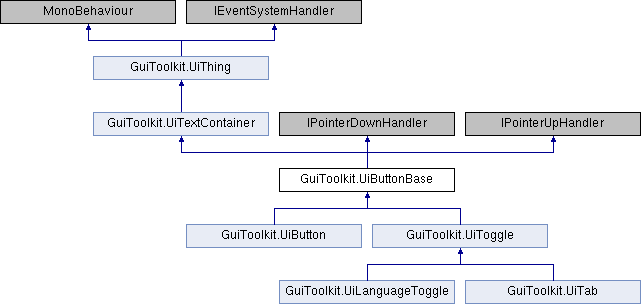 MonoBehaviour
IEventSystemHandler
GuiToolkit.UiThing
GuiToolkit.UiTextContainer
IPointerDownHandler
IPointerUpHandler
GuiToolkit.UiButtonBase
GuiToolkit.UiButton
GuiToolkit.UiToggle
GuiToolkit.UiLanguageToggle
GuiToolkit.UiTab